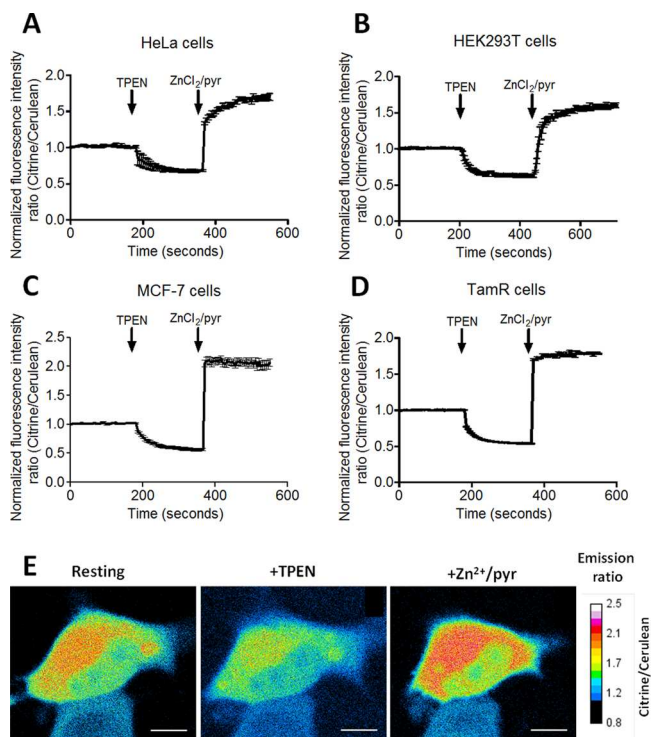 A
HeLa cells
TPEN
ZnCl2/pyr
Normalized fluorescence intensity
ratio (Citrine/Cerulean)
2.0
1.5
1.0
0.5
0.0
0 200 400 600
Time (seconds)
B
HEK293T cells
TPEN
ZnCl2/pyr
Normalized fluorescence intensity
ratio (Citrine/Cerulean)
2.0
1.5
1.0
0.5
0.0
0 200 400 600
Time (seconds)
C
MCF-7 cells
TPEN
ZnCl2/pyr
Normalized fluorescence intensity
ratio (Citrine/Cerulean)
2.5
2.0
1.5
1.0
0.5
0.0
0 200 400 600
Time (seconds)
D
TamR cells
TPEN
ZnCl2/pyr
Normalized fluorescence intensity
ratio (Citrine/Cerulean)
2.0
1.5
1.0
0.5
0.0
0 200 400 600
Time (seconds)
E
Resting
+TPEN
+Zn2+/pyr
Emission
ratio
2.5
2.1
1.7
1.2
0.8
Citrine/Cerulean